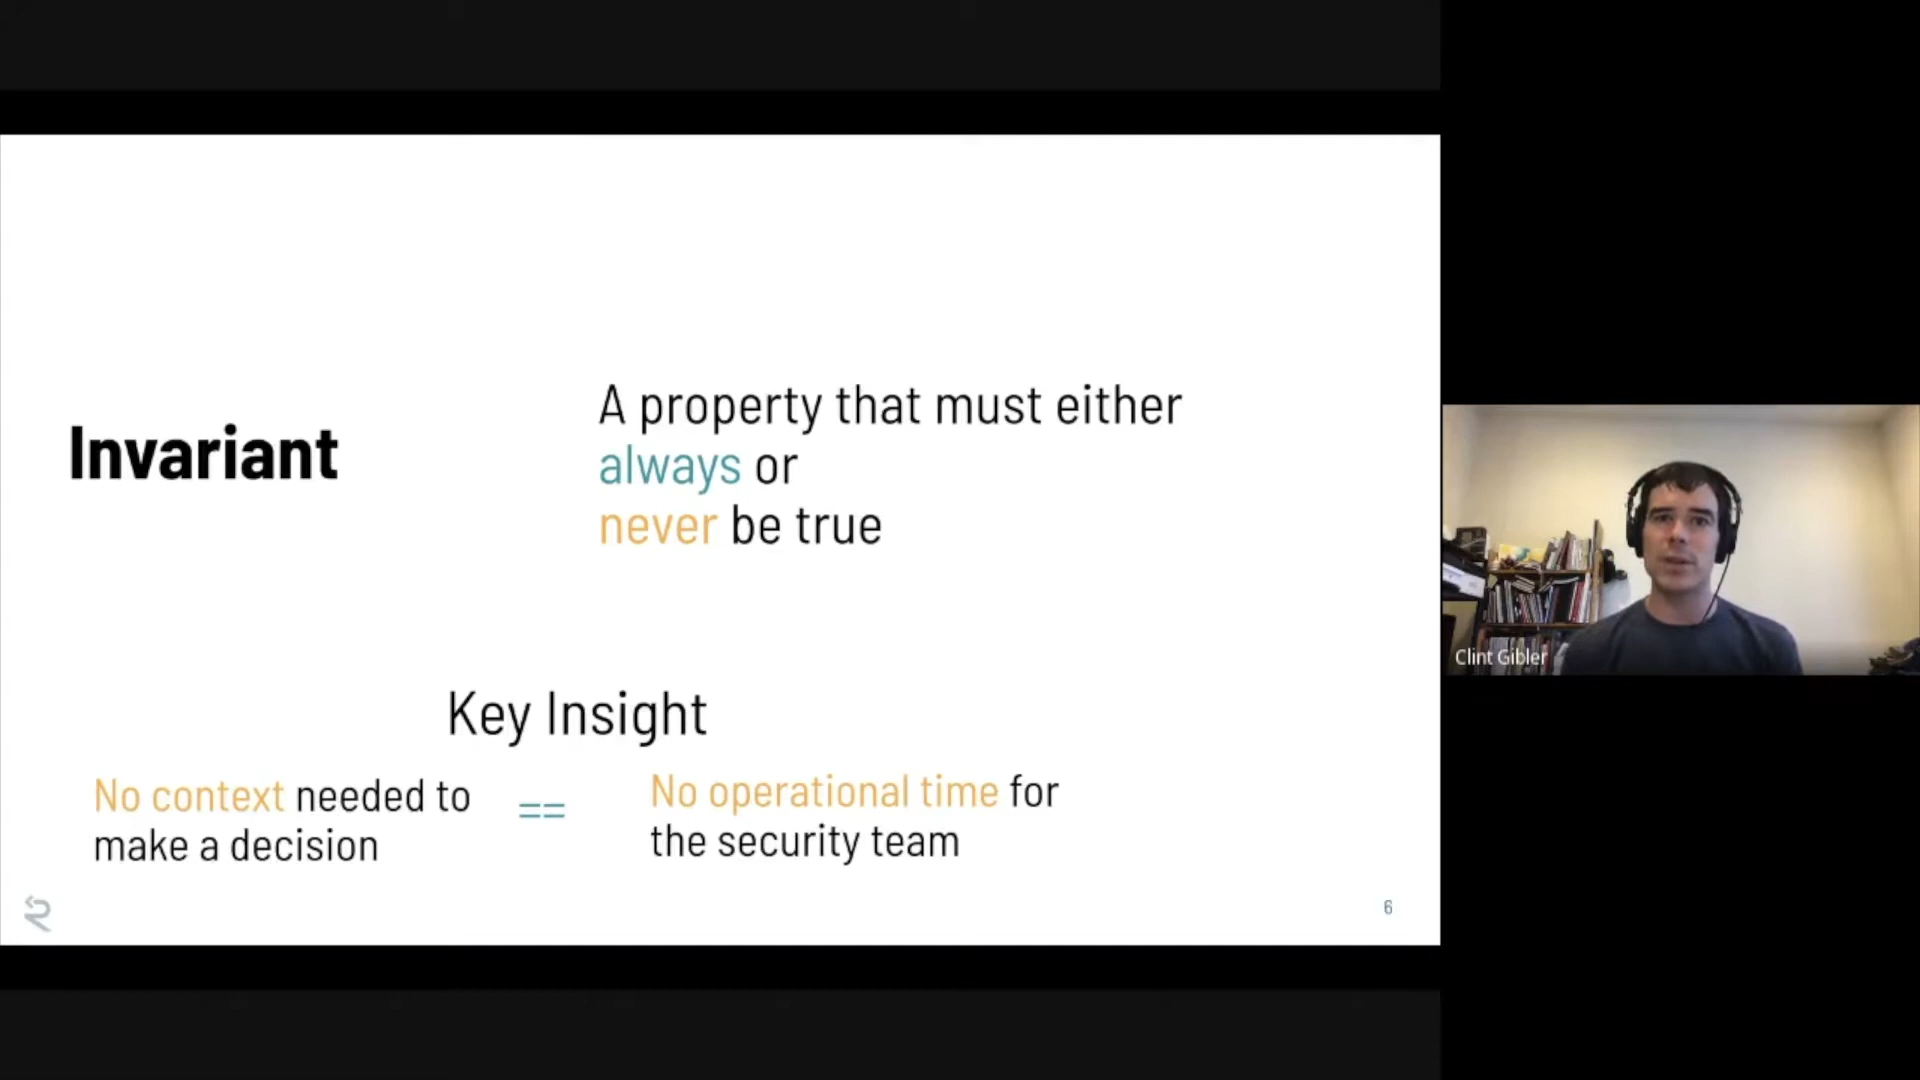 Invariant
A property that must either
always or
never be true
Key Insight
No context needed to
make a decision
==
No operational time for
the security team
6
Clint Gibler